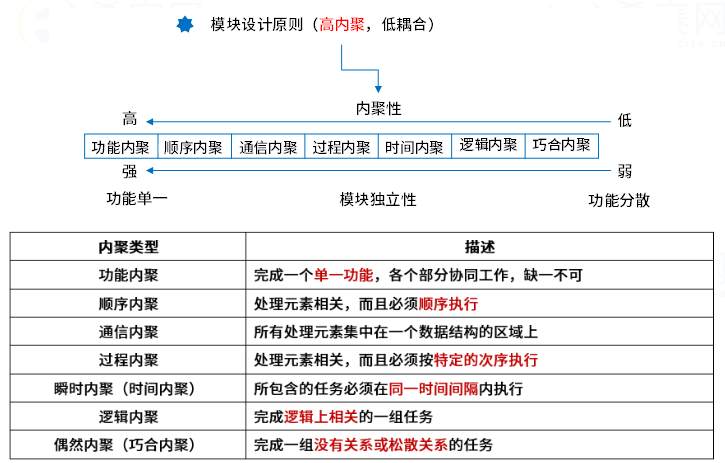 模块设计原则（高内聚，低耦合）
内聚性
高 低
功能内聚 顺序内聚 通信内聚 过程内聚 时间内聚 逻辑内聚 巧合内聚
强 弱
功能单一 模块独立性 功能分散
内聚类型 描述
功能内聚 完成一个单一功能，各个部分协同工作，缺一不可
顺序内聚 处理元素相关，而且必须顺序执行
通信内聚 所有处理元素集中在一个数据结构的区域上
过程内聚 处理元素相关，而且必须按特定的次序执行
瞬时内聚（时间内聚） 所包含的任务必须在同一时间间隔内执行
逻辑内聚 完成逻辑上相关的一组任务
偶然内聚（巧合内聚） 完成一组没有关系或松散关系的任务